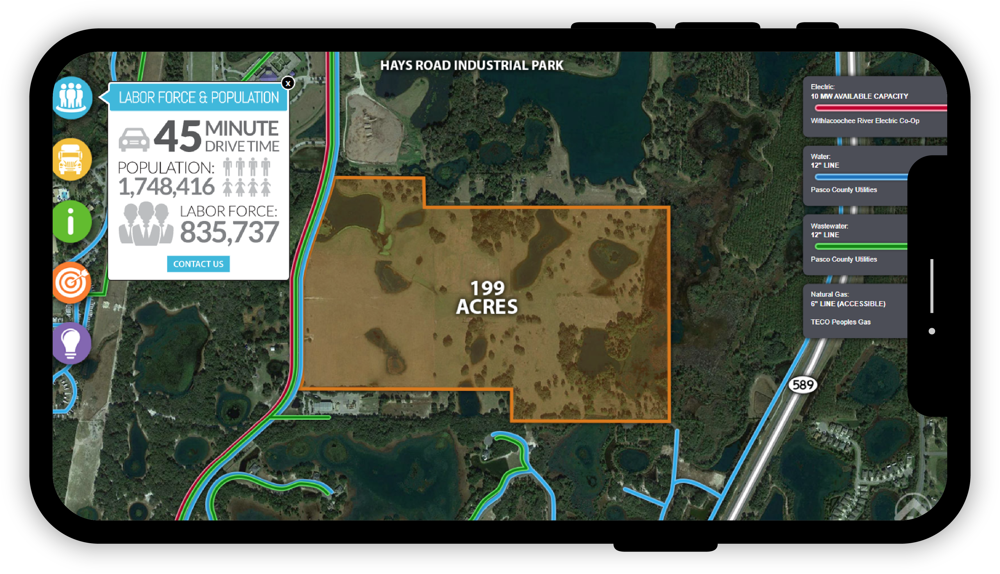 HAYS ROAD INDUSTRIAL PARK
LABOR FORCE & POPULATION
x
45 MINUTE
DRIVE TIME
POPULATION:
1,748,416
LABOR FORCE:
835,737
CONTACT US
i
199
ACRES
Electric:
10 MW AVAILABLE CAPACITY
Withlacoochee River Electric Co-Op
Water:
12" LINE
Pasco County Utilities
Wastewater:
12" LINE
Pasco County Utilities
Natural Gas:
6" LINE (ACCESSIBLE)
TECO Peoples Gas
589